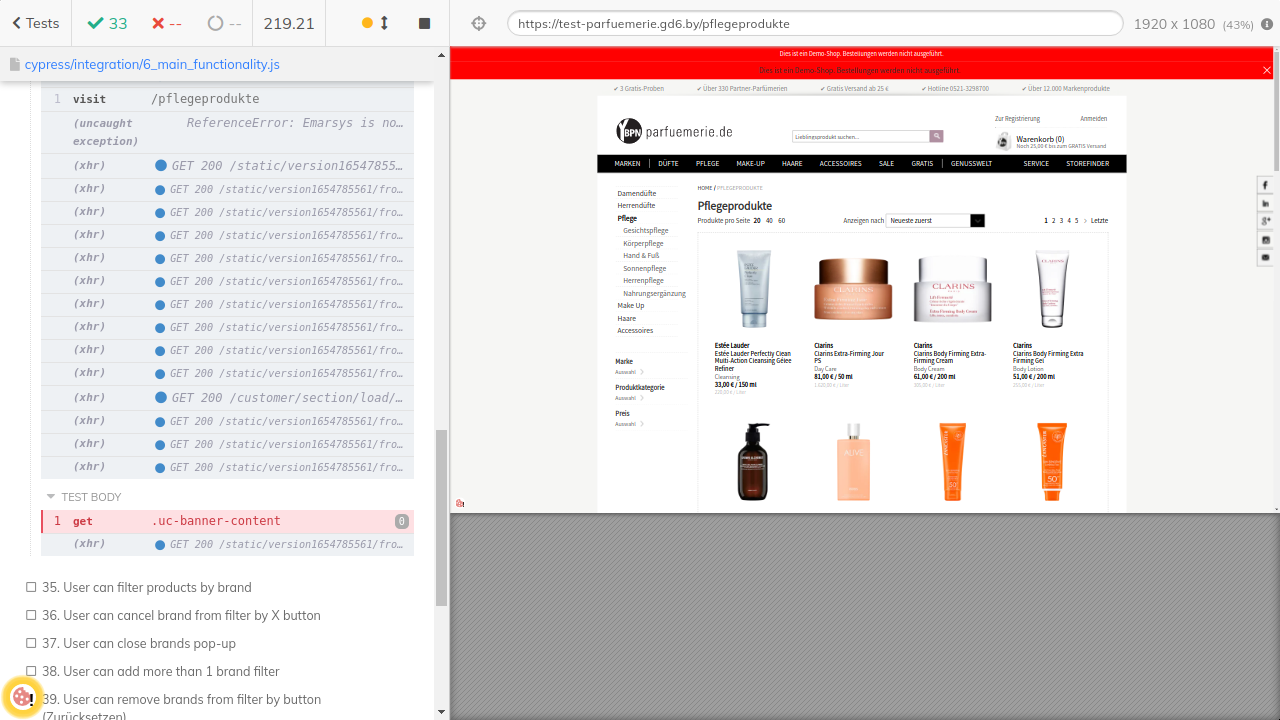 Tests
33
--
--
219,21
https://test-parfuemerie.gd6.by/pflegeprodukte
1920 x 1080 (43%)
visit /pflegeprodukte
(uncaught ReferenceError: Emarsys is not…
exception)
(xhr)
(xhr) GET 200 /static/version1654785561/fro…
(xhr) GET 200 /static/version1654785561/fro…
(xhr) GET 200 /static/version1654785561/fro…
(xhr) GET 200 /static/version1654785561/fro…
(xhr) GET 200 /static/version1654785561/fro…
(xhr) GET 200 /static/version1654785561/fro…
(xhr) GET 200 /static/version1654785561/fro…
(xhr) GET 200 /static/version1654785561/fro…
(xhr) GET 200 /static/version1654785561/fro…
(xhr) GET 200
(xhr) GET 200 /static/version1654785561/fro…
(xhr) GET 200 /static/version1654785561/fro…
(xhr) GET 200 /static/version1654785561/fro…
TEST BODY
1 get .uc-banner-content 0
(xhr) GET 200 /static/version1654785561/fro…
35. User can filter products by brand
36. User can cancel brand from filter by X button
37. User can close brands pop-up
38. User can add more than 1 brand filter
39. User can remove brands from filter by button
(Zurücksetzen)
Dies ist ein Demo-Shop. Bestellungen werden nicht ausgeführt.
Dies ist ein Demo-Shop. Bestellungen werden nicht ausgeführt.
✔ 3 Gratis-Proben ✔ Über 330 Partner-Parfümerien ✔ Gratis Versand ab 25 € ✔ Hotline 0521-3298700 ✔ Über 12.000 Markenprodukte
Zur Registrierung Anmelden
YBPN parfuemerie.de
Lieblingsprodukt suchen...
Warenkorb (0)
Noch 25,00 € bis zum GRATIS Versand
MARKEN DÜFTE PFLEGE MAKE-UP HAARE ACCESSOIRES SALE GRATIS GENUSSWELT SERVICE STOREFINDER
HOME / PFLEGEPRODUKTE
Damendüfte
Herrendüfte
Pflege
Gesichtspflege
Körperpflege
Hand & Fuß
Sonnenpflege
Herrenpflege
Nahrungsergänzung
Make Up
Haare
Accessoires
Marke
Auswahl
Produktkategorie
Auswahl
Preis
Auswahl
Pflegeprodukte
Produkte pro Seite 20 40 60 Anzeigen nach Neueste zuerst 1 2 3 4 5 > Letzte
CLARINS
CLARINS
CLARINS
Estée Lauder
Estée Lauder Perfectly Clean
Multi-Action Cleansing Gelee
Refiner
Cleansing
33,00 € / 150 ml
Clarins
Clarins Extra-Firming Jour
PS
Day Care
81,00 € / 50 ml
Clarins
Clarins Body Firming Extra-
Firming Cream
Body Cream
61,00 € / 200 ml
Clarins
Clarins Body Firming Extra
Firming Gel
Body Lotion
51,00 € / 200 ml
ALIVE
30
50